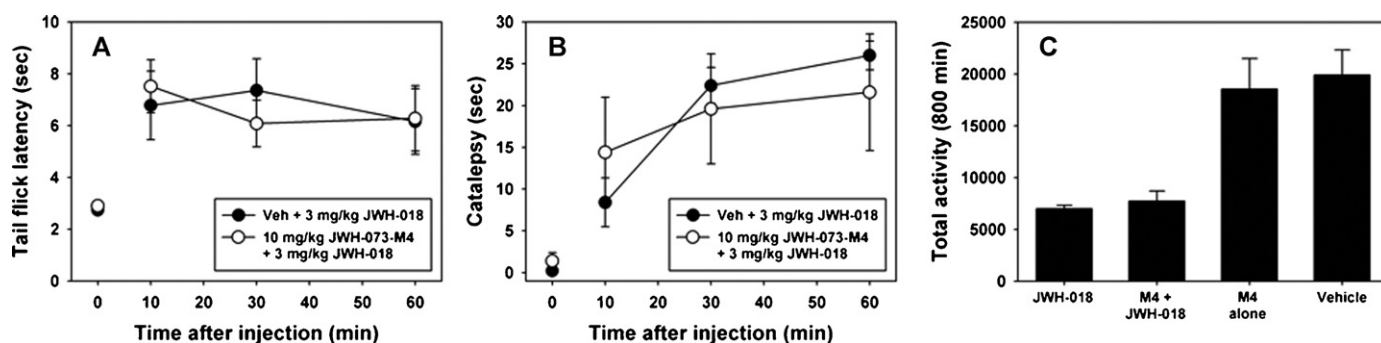 A
Tail flick latency (sec)
10
8
6
4
2
0
Veh + 3 mg/kg JWH-018
10 mg/kg JWH-073-M4
+ 3 mg/kg JWH-018
0 10 20 30 40 50 60
Time after injection (min)
B
Catalepsy (sec)
30
25
20
15
10
5
0
Veh + 3 mg/kg JWH-018
10 mg/kg JWH-073-M4
+ 3 mg/kg JWH-018
0 10 20 30 40 50 60
Time after injection (min)
C
Total activity (800 min)
25000
20000
15000
10000
5000
0
JWH-018
M4 +
JWH-018
M4
alone
Vehicle